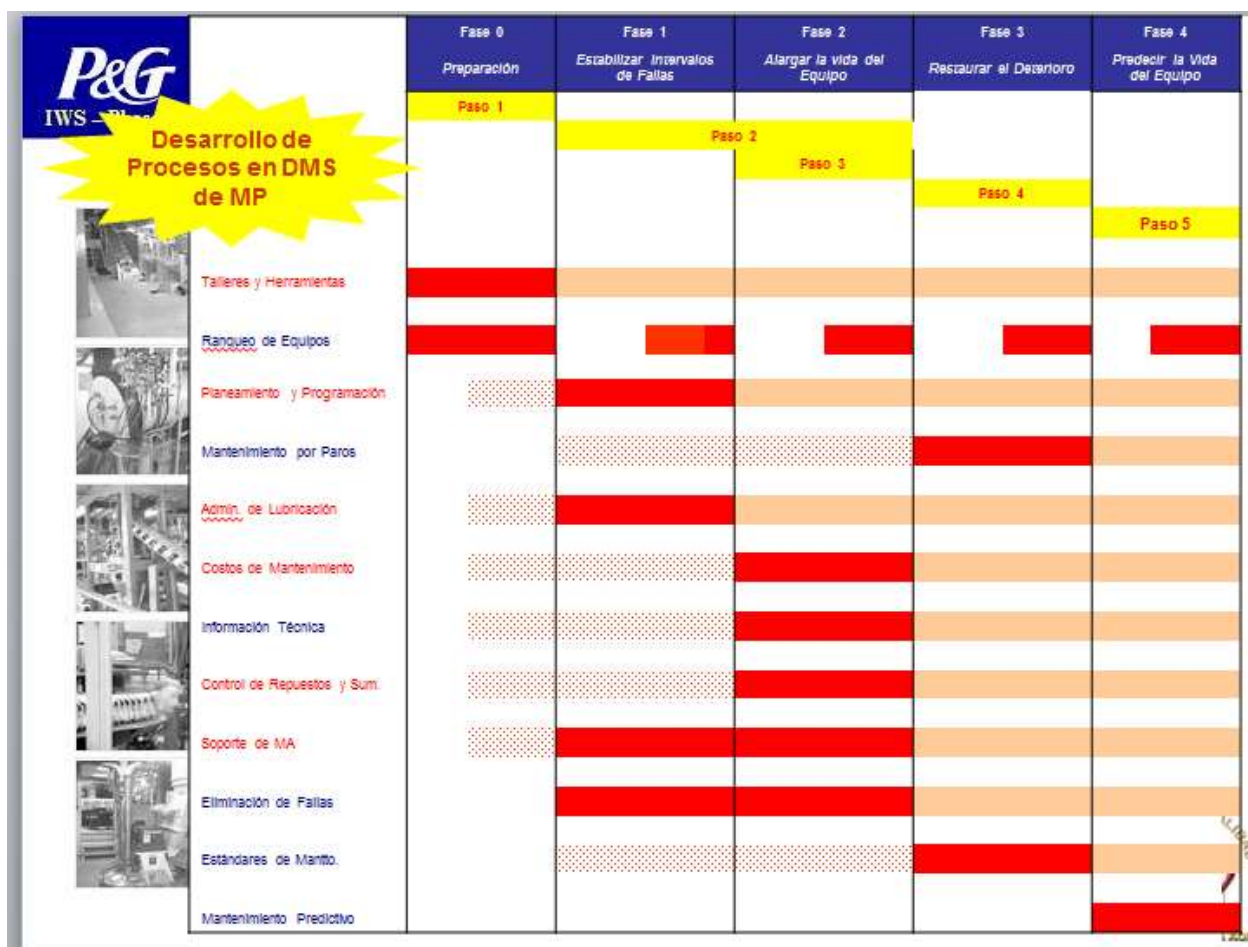 P&G
IWS –
Desarrollo de
Procesos en DMS
de MP
Fase 0
Preparación
Fase 1
Estabilizar Intervalos
de Fallas
Fase 2
Alargar la vida del
Equipo
Fase 3
Restaurar el Deterioro
Fase 4
Predecir la Vida
del Equipo
Paso 1
Paso 2
Paso 3
Paso 4
Paso 5
Talleres y Herramientas
Ranqueo de Equipos
Planeamiento y Programación
Mantenimiento por Paros
Admin. de Lubricación
Costos de Mantenimiento
Información Técnica
Control de Repuestos y Sum.
Soporte de MA
Eliminación de Fallas
Estándares de Mantto.
Mantenimiento Predictivo